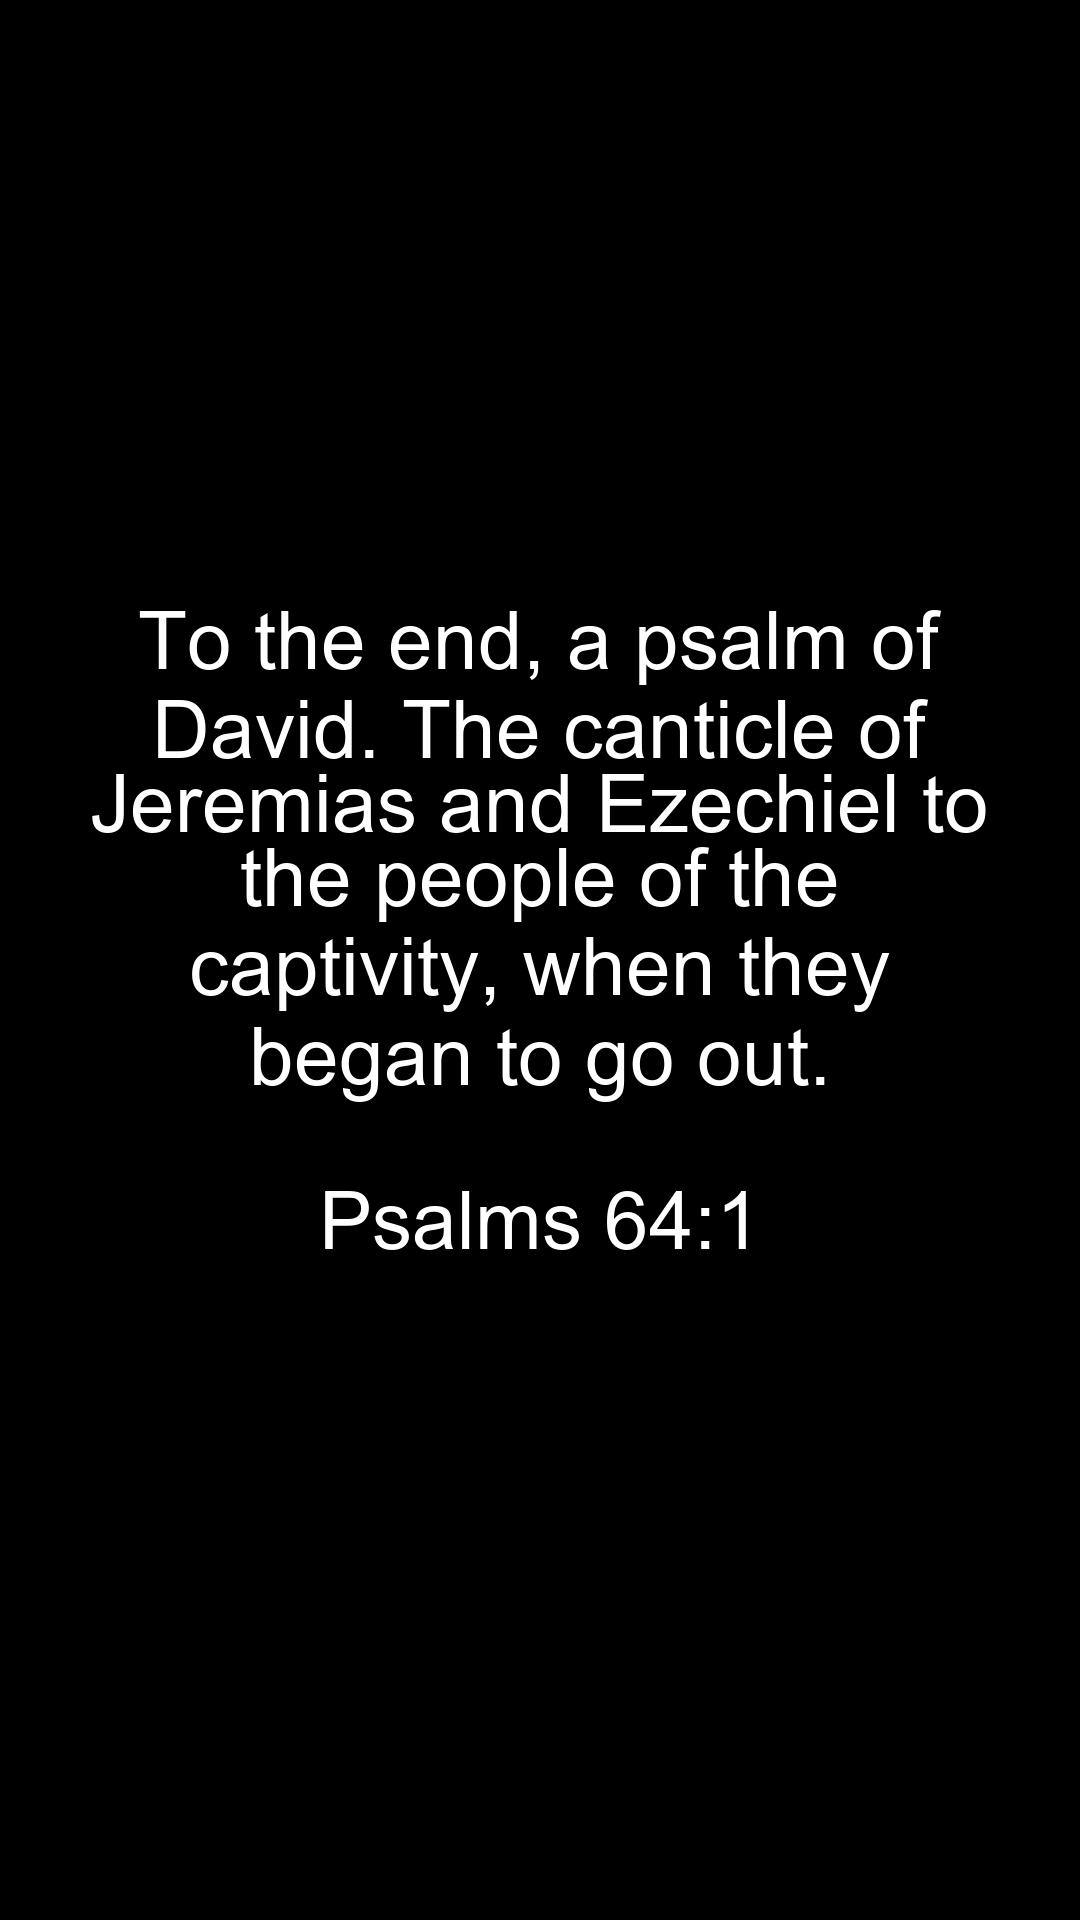 To the end, a psalm of
David. The canticle of
Jeremias and Ezechiel to
the people of the
captivity, when they
began to go out.
Psalms 64:1